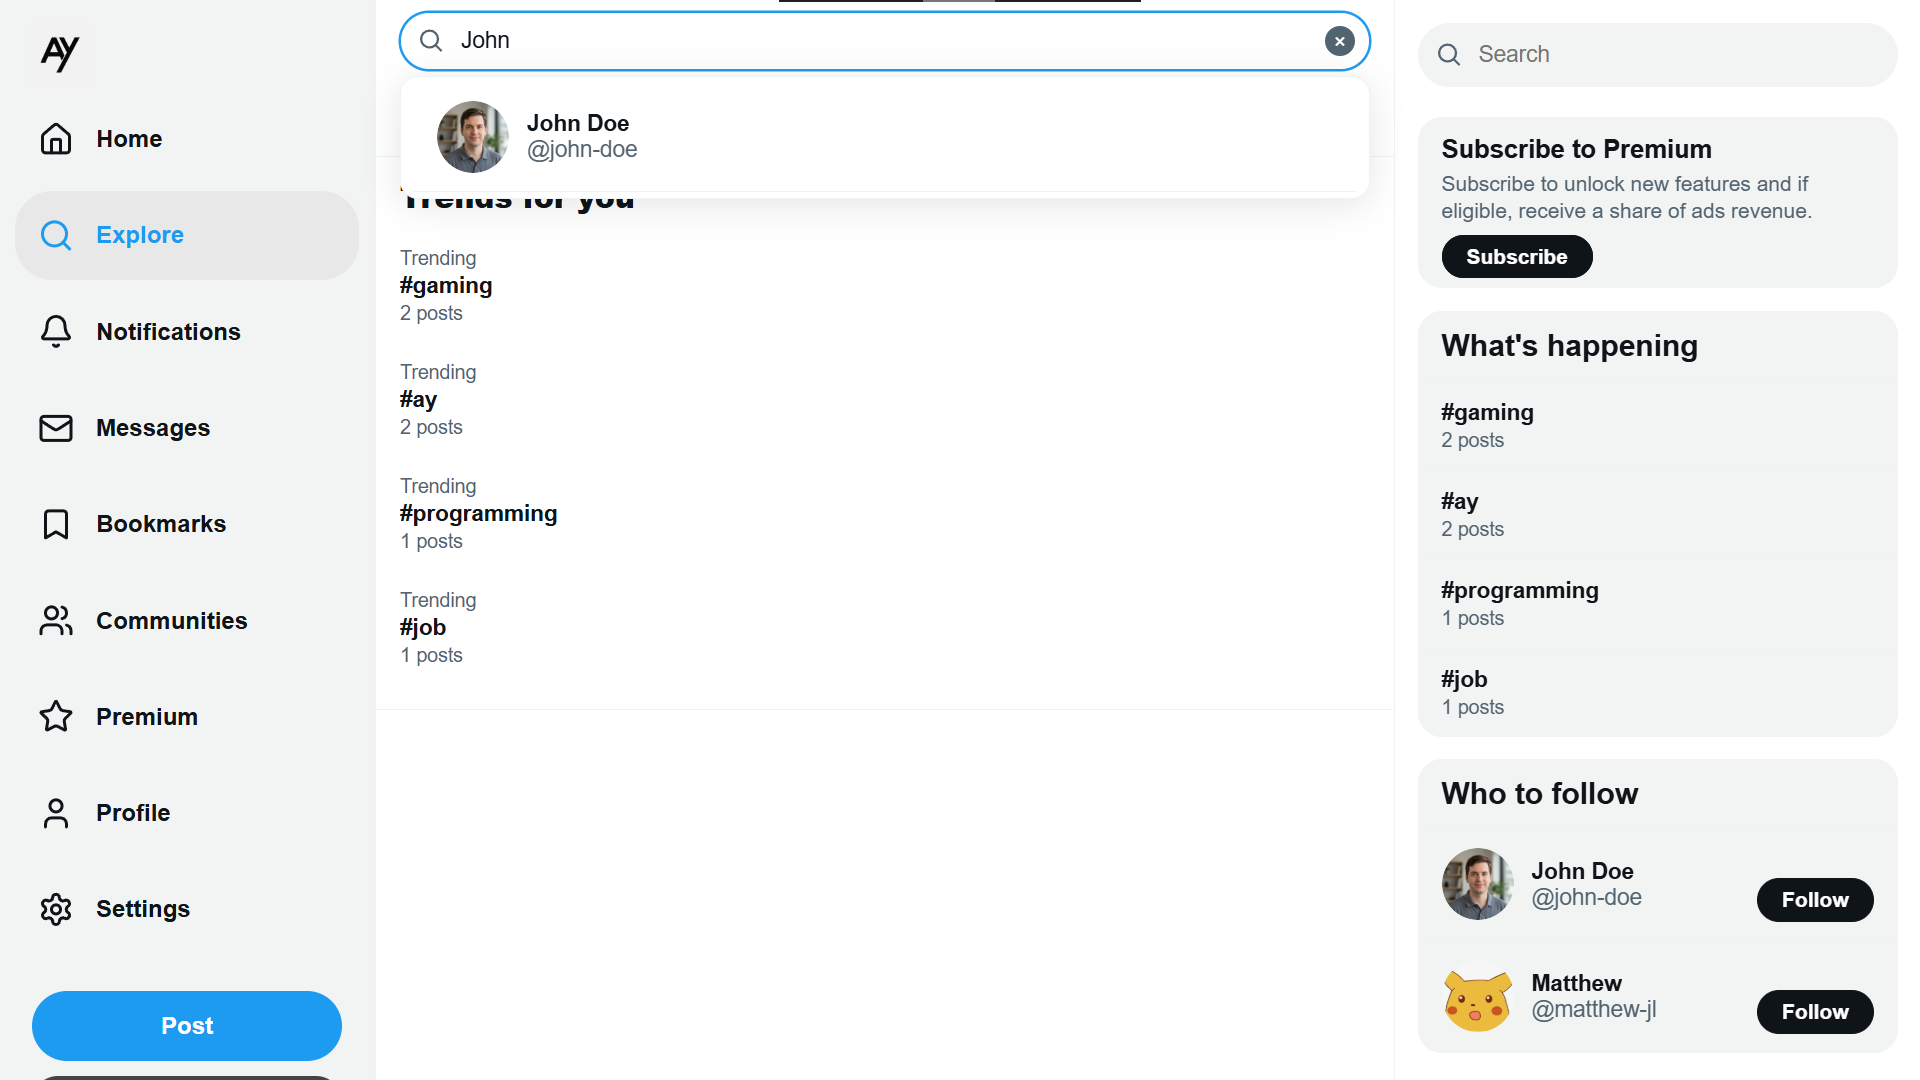 AY
Home
Explore
Notifications
Messages
Bookmarks
Communities
Premium
Profile
Settings
Post
John
John Doe
@john-doe
Trends for you
Trending
#gaming
2 posts
Trending
#ay
2 posts
Trending
#programming
1 posts
Trending
#job
1 posts
Search
Subscribe to Premium
Subscribe to unlock new features and if
eligible, receive a share of ads revenue.
Subscribe
What's happening
#gaming
2 posts
#ay
2 posts
#programming
1 posts
#job
1 posts
Who to follow
John Doe
@john-doe
Follow
Matthew
@matthew-jl
Follow